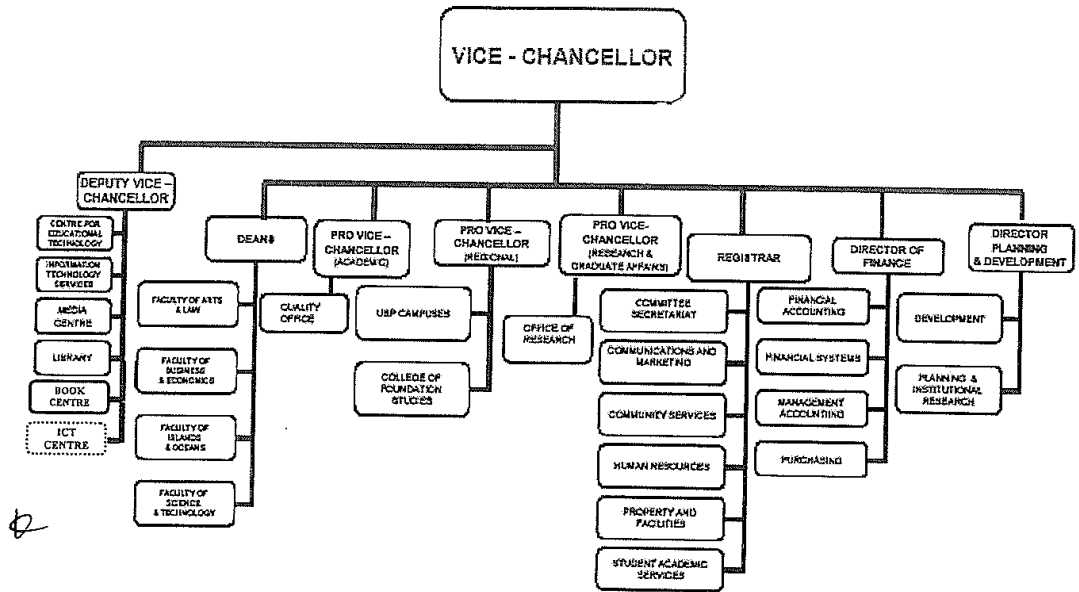 VICE - CHANCELLOR
DEPUTY VICE –
CHANCELLOR
CENTRE FOR
EDUCATIONAL
TECHNOLOGY
INFORMATION
TECHNOLOGY
SERVICES
MEDIA
CENTRE
LIBRARY
BOOK
CENTRE
ICT
CENTRE
DEANS
FACULTY OF ARTS
& LAW
FACULTY OF
BUSINESS
& ECONOMICS
FACULTY OF
ISLANDS
& OCEANS
FACULTY OF
SCIENCE
& TECHNOLOGY
PRO VICE –
CHANCELLOR
(ACADEMIC)
QUALITY
OFFICE
PRO VICE –
CHANCELLOR
(REGIONAL)
USP CAMPUSES
COLLEGE OF
FOUNDATION
STUDIES
PRO VICE-
CHANCELLOR
(RESEARCH &
GRADUATE AFFAIRS)
OFFICE OF
RESEARCH
REGISTRAR
COMMITTEE
SECRETARIAT
COMMUNICATIONS AND
MARKETING
COMMUNITY SERVICES
HUMAN RESOURCES
PROPERTY AND
FACILITIES
STUDENT ACADEMIC
SERVICES
DIRECTOR OF
FINANCE
FINANCIAL
ACCOUNTING
FINANCIAL SYSTEMS
MANAGEMENT
ACCOUNTING
PURCHASING
DIRECTOR
PLANNING
& DEVELOPMENT
DEVELOPMENT
PLANNING &
INSTITUTIONAL
RESEARCH